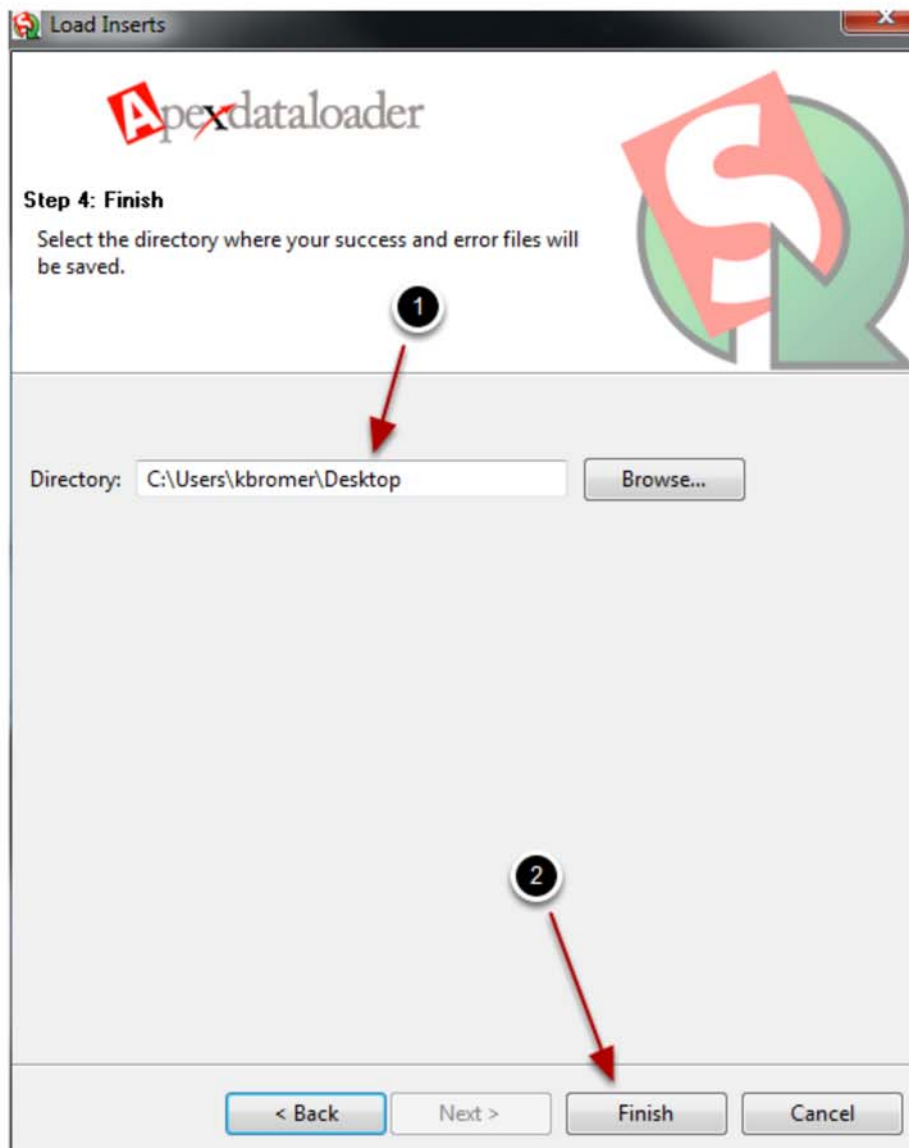 Load Inserts
Apexdataloader
Step 4: Finish
Select the directory where your success and error files will
be saved.
1
Directory: C:\Users\kbromer\Desktop Browse...
2
< Back Next > Finish Cancel